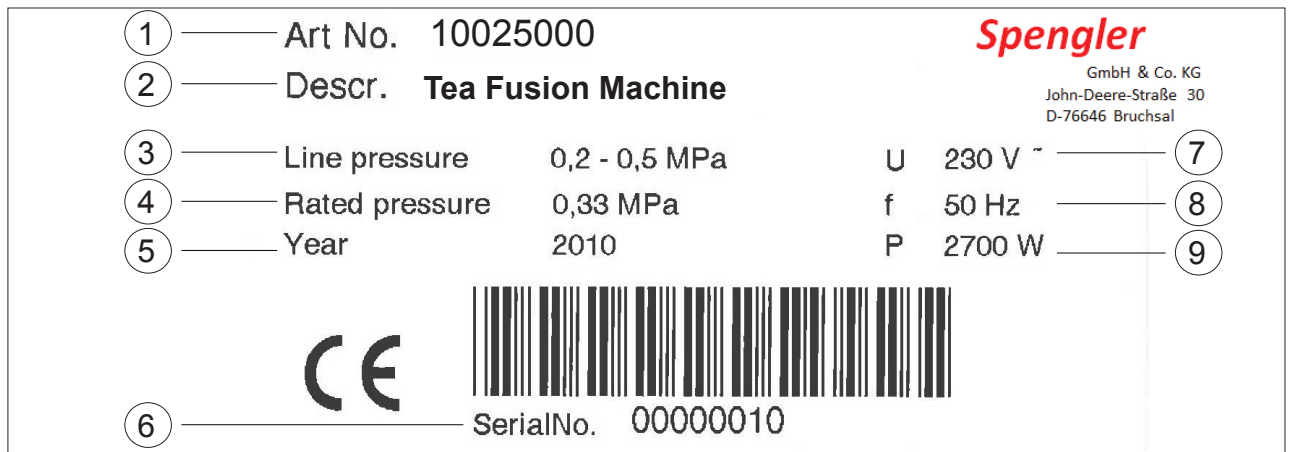 1 Art No. 10025000 Spengler
GmbH & Co. KG
2 Descr. Tea Fusion Machine
John-Deere-Straße 30
D-76646 Bruchsal
3 Line pressure 0,2 - 0,5 MPa U 230 V ~ 7
4 Rated pressure 0,33 MPa f 50 Hz 8
5 Year 2010 P 2700 W 9
CE
6 SerialNo. 00000010